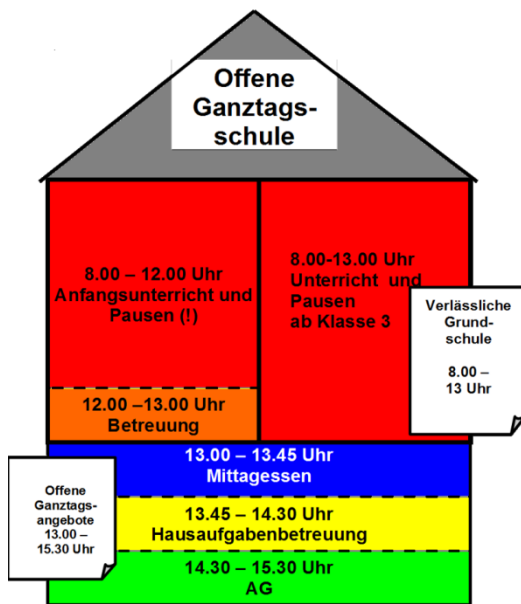 Offene
Ganztags-
schule
8.00 – 12.00 Uhr
Anfangsunterricht und
Pausen (!)
8.00-13.00 Uhr
Unterricht und
Pausen
ab Klasse 3
Verlässliche
Grund-
schule
8.00 –
13 Uhr
12.00 –13.00 Uhr
Betreuung
13.00 – 13.45 Uhr
Mittagessen
Offene
Ganztags-
angebote
13.00 –
15.30 Uhr
13.45 – 14.30 Uhr
Hausaufgabenbetreuung
14.30 – 15.30 Uhr
AG